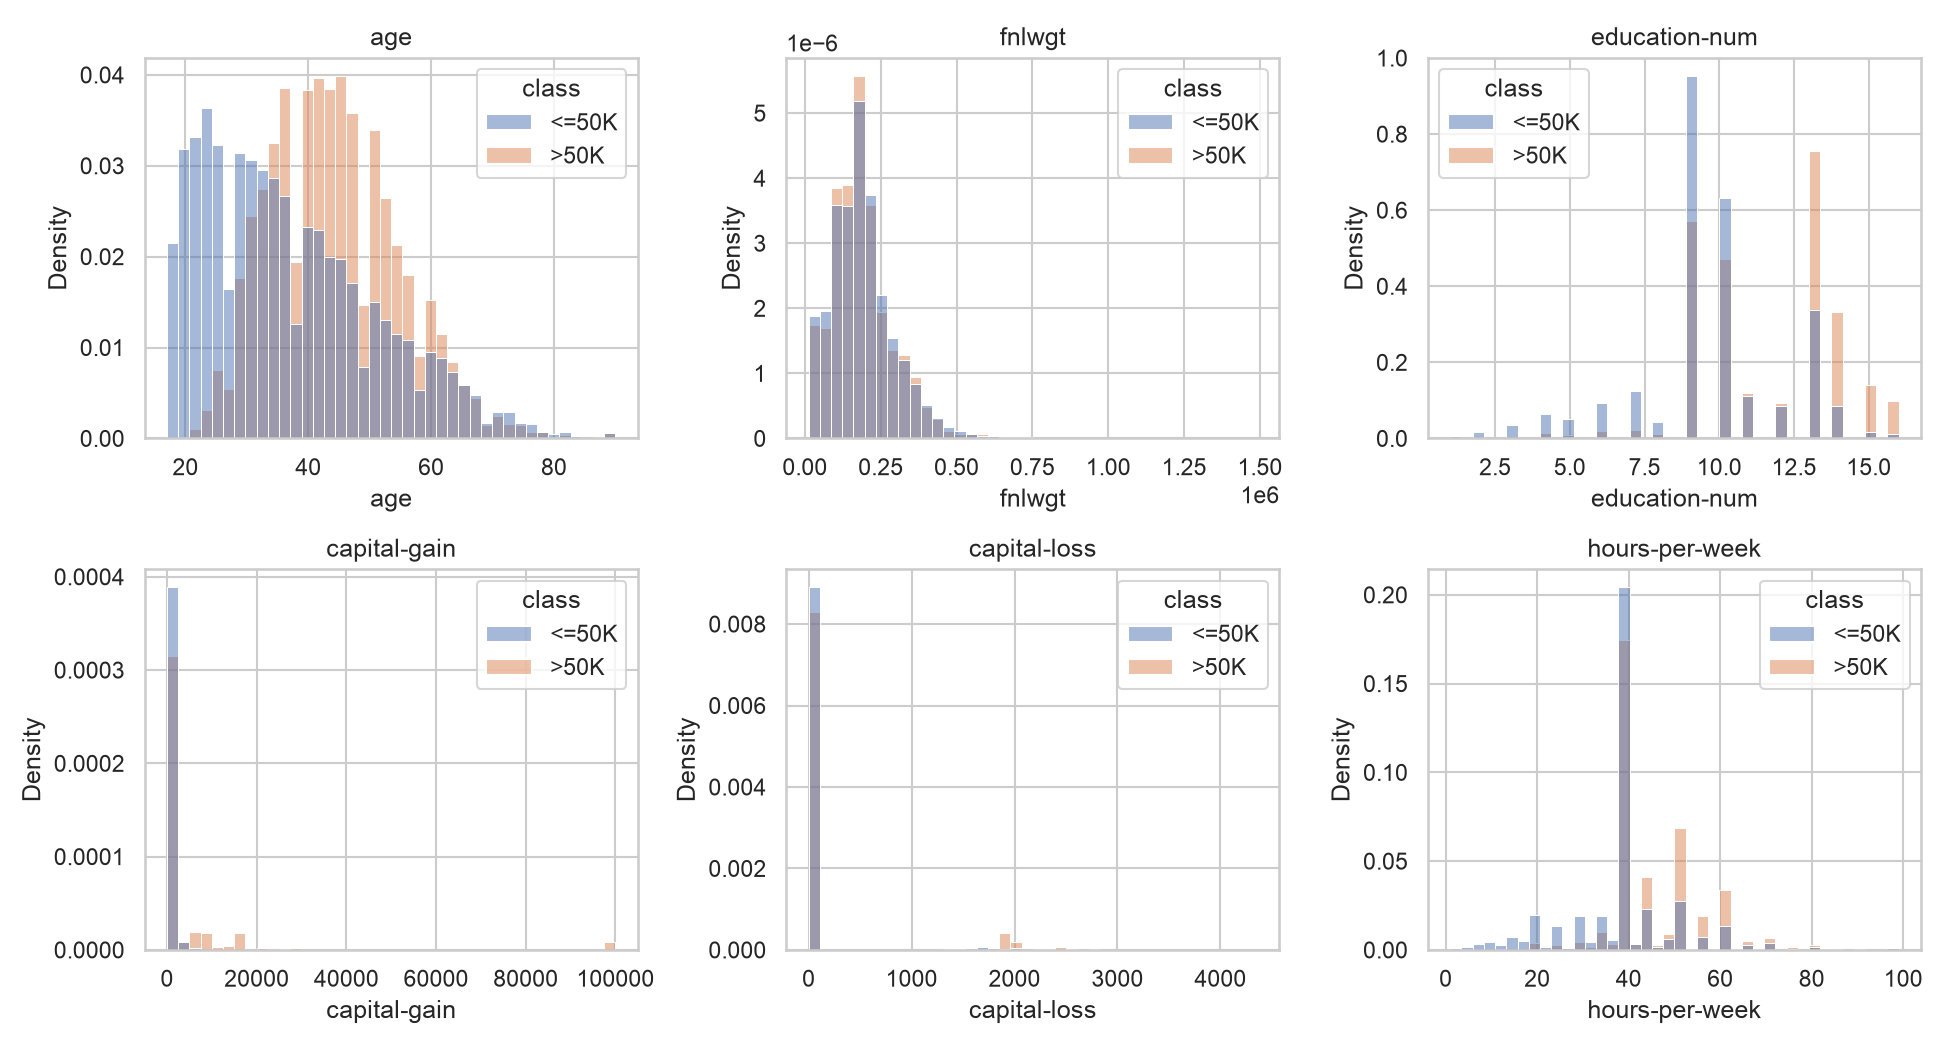 age
0.04
0.03
0.02
0.01
0.00
Density
class
<=50K
>50K
20 40 60 80
age
fnlwgt
1e−6
5
4
3
2
1
0
Density
class
<=50K
>50K
0.00 0.25 0.50 0.75 1.00 1.25 1.50
1e6
fnlwgt
education-num
1.0
0.8
0.6
0.4
0.2
0.0
Density
class
<=50K
>50K
2.5 5.0 7.5 10.0 12.5 15.0
education-num
capital-gain
0.0004
0.0003
0.0002
0.0001
0.0000
Density
class
<=50K
>50K
0 20000 40000 60000 80000 100000
capital-gain
capital-loss
0.008
0.006
0.004
0.002
0.000
Density
class
<=50K
>50K
0 1000 2000 3000 4000
capital-loss
hours-per-week
0.20
0.15
0.10
0.05
0.00
Density
class
<=50K
>50K
0 20 40 60 80 100
hours-per-week